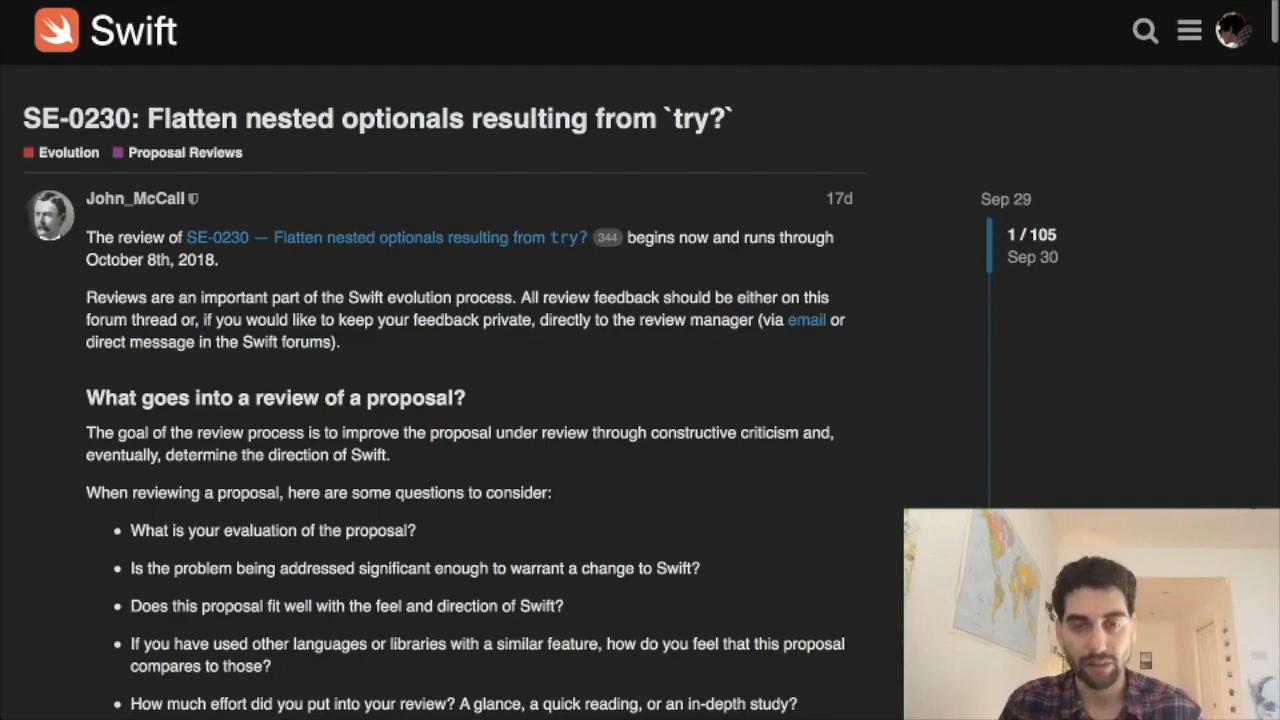 Swift
SE-0230: Flatten nested optionals resulting from `try?`
Evolution Proposal Reviews
John_McCall 17d
The review of SE-0230 — Flatten nested optionals resulting from try? 344 begins now and runs through
October 8th, 2018.
Reviews are an important part of the Swift evolution process. All review feedback should be either on this
forum thread or, if you would like to keep your feedback private, directly to the review manager (via email or
direct message in the Swift forums).
What goes into a review of a proposal?
The goal of the review process is to improve the proposal under review through constructive criticism and,
eventually, determine the direction of Swift.
When reviewing a proposal, here are some questions to consider:
• What is your evaluation of the proposal?
• Is the problem being addressed significant enough to warrant a change to Swift?
• Does this proposal fit well with the feel and direction of Swift?
• If you have used other languages or libraries with a similar feature, how do you feel that this proposal
compares to those?
• How much effort did you put into your review? A glance, a quick reading, or an in-depth study?
Sep 29
1 / 105
Sep 30